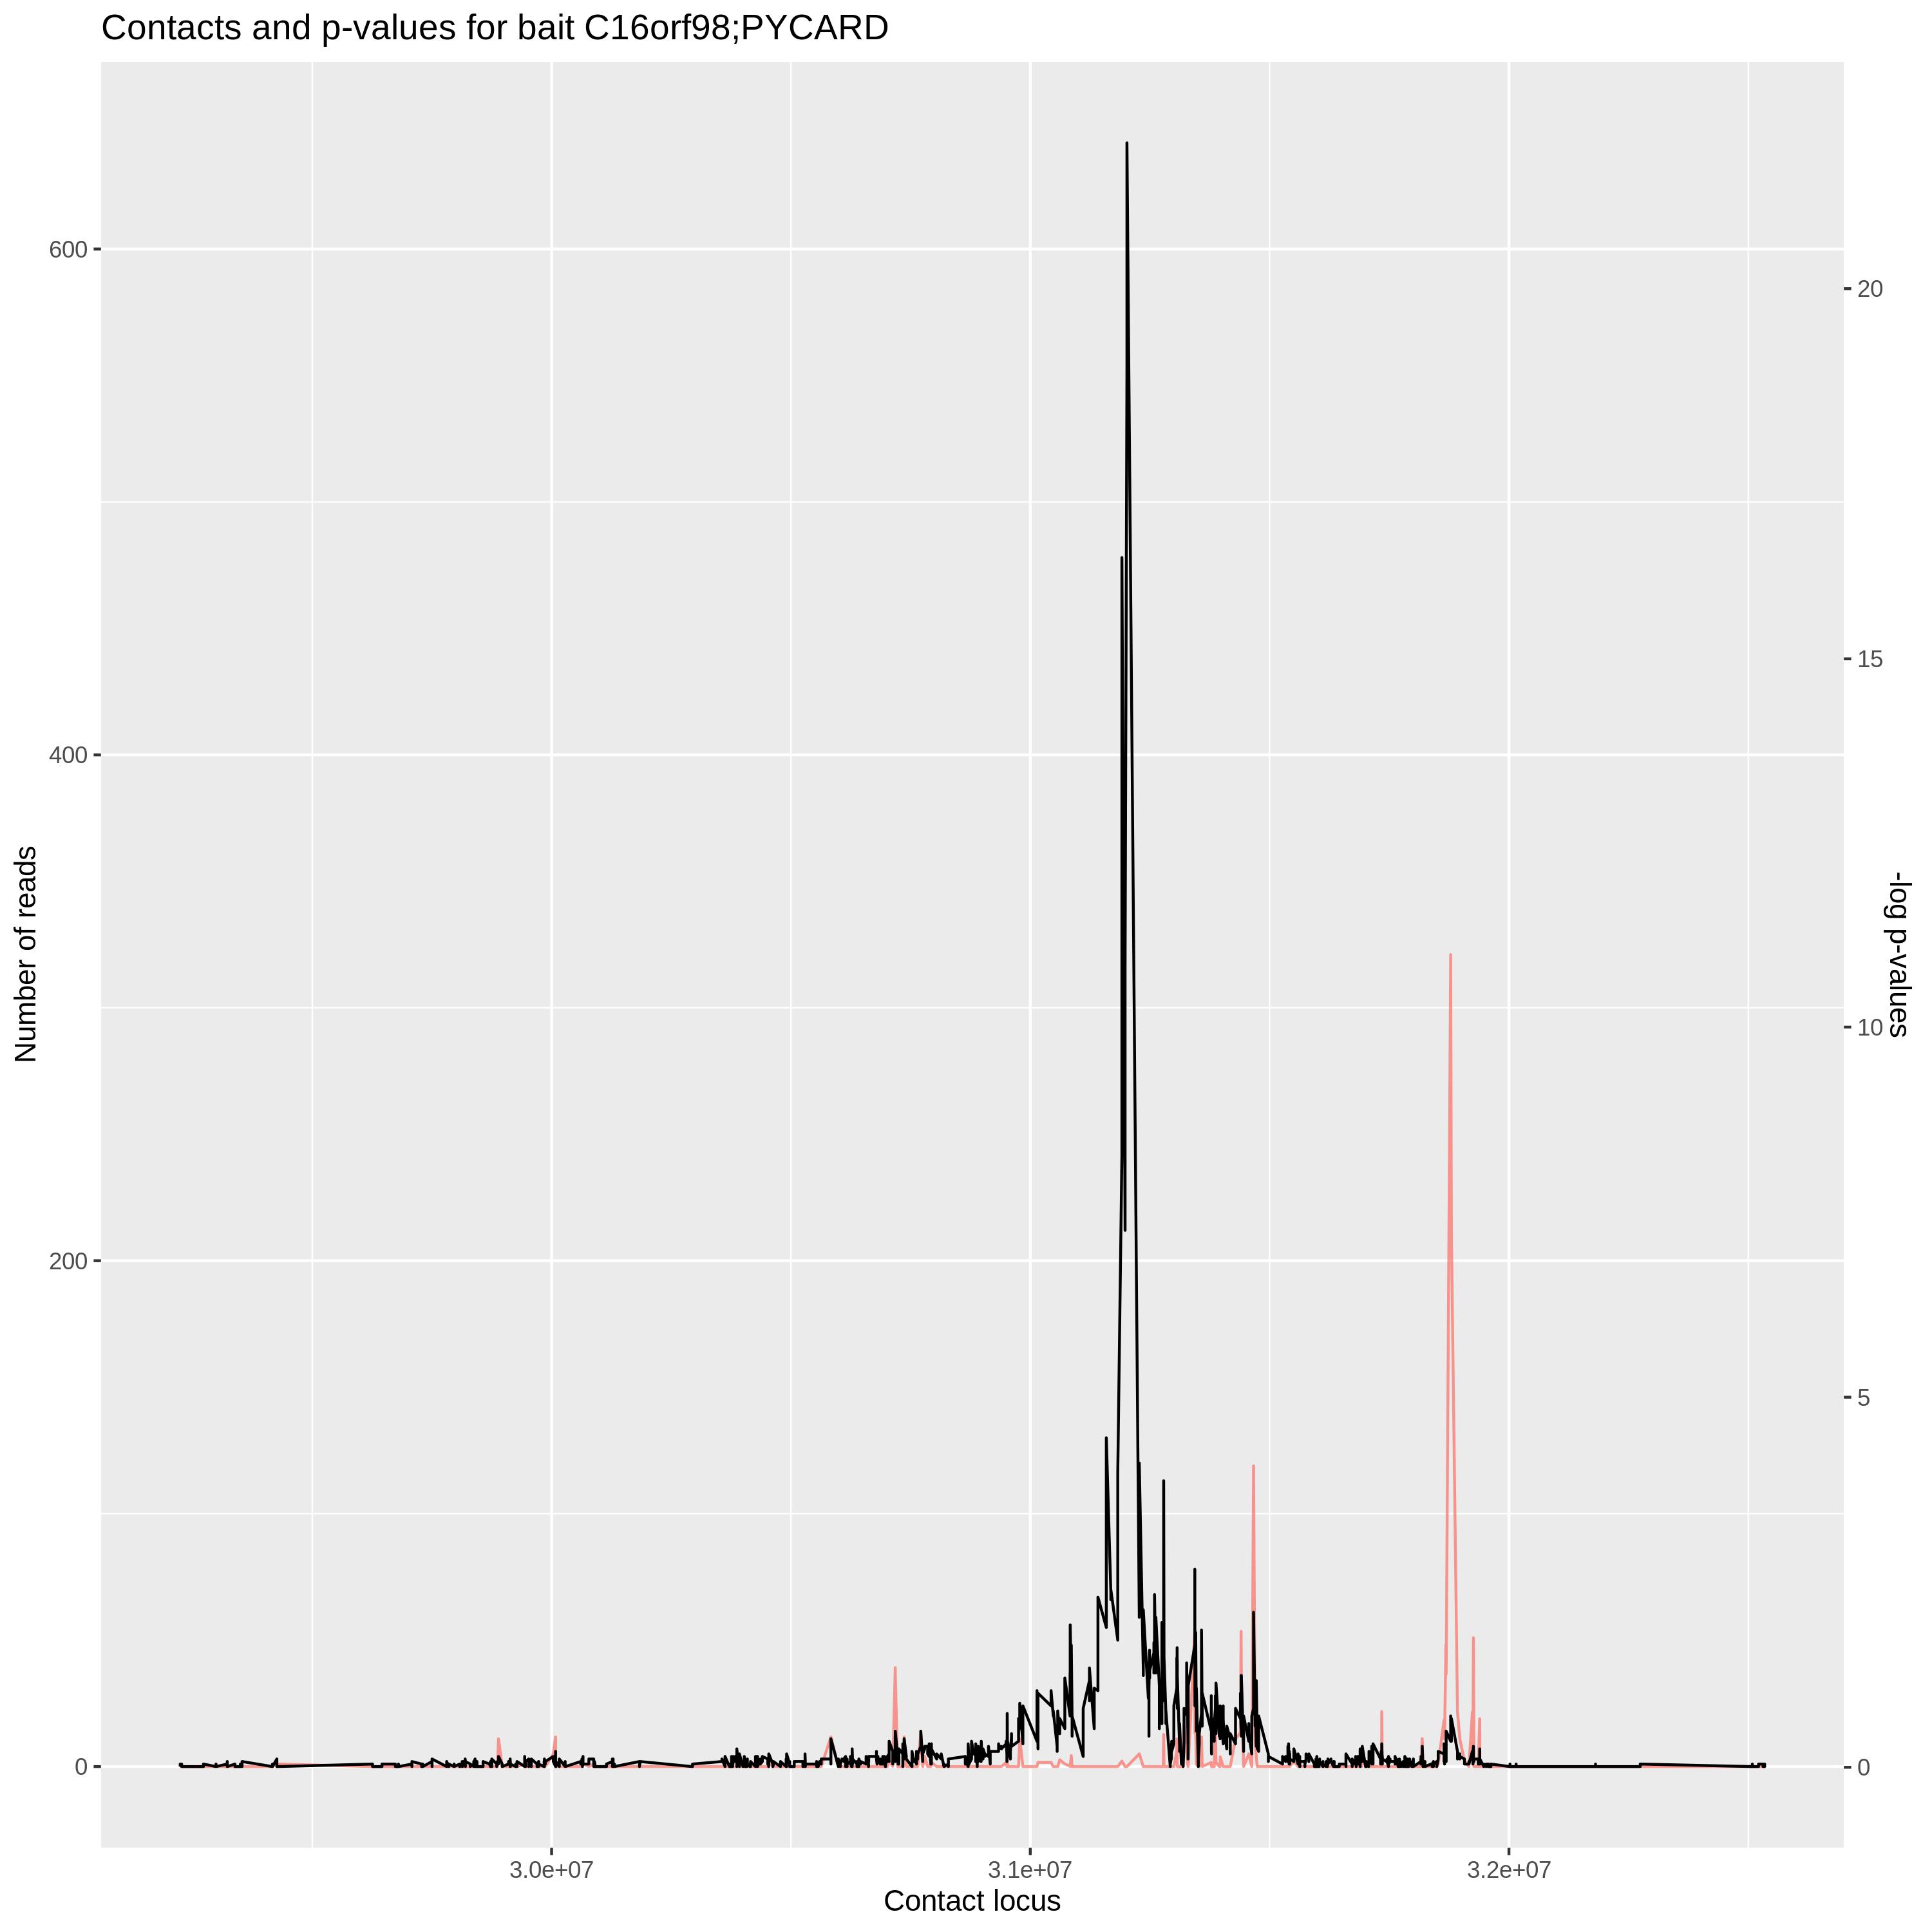 Contacts and p-values for bait C16orf98;PYCARD
600
400
200
0
Number of reads
20
15
10
5
0
-log p-values
3.0e+07
3.1e+07
3.2e+07
Contact locus